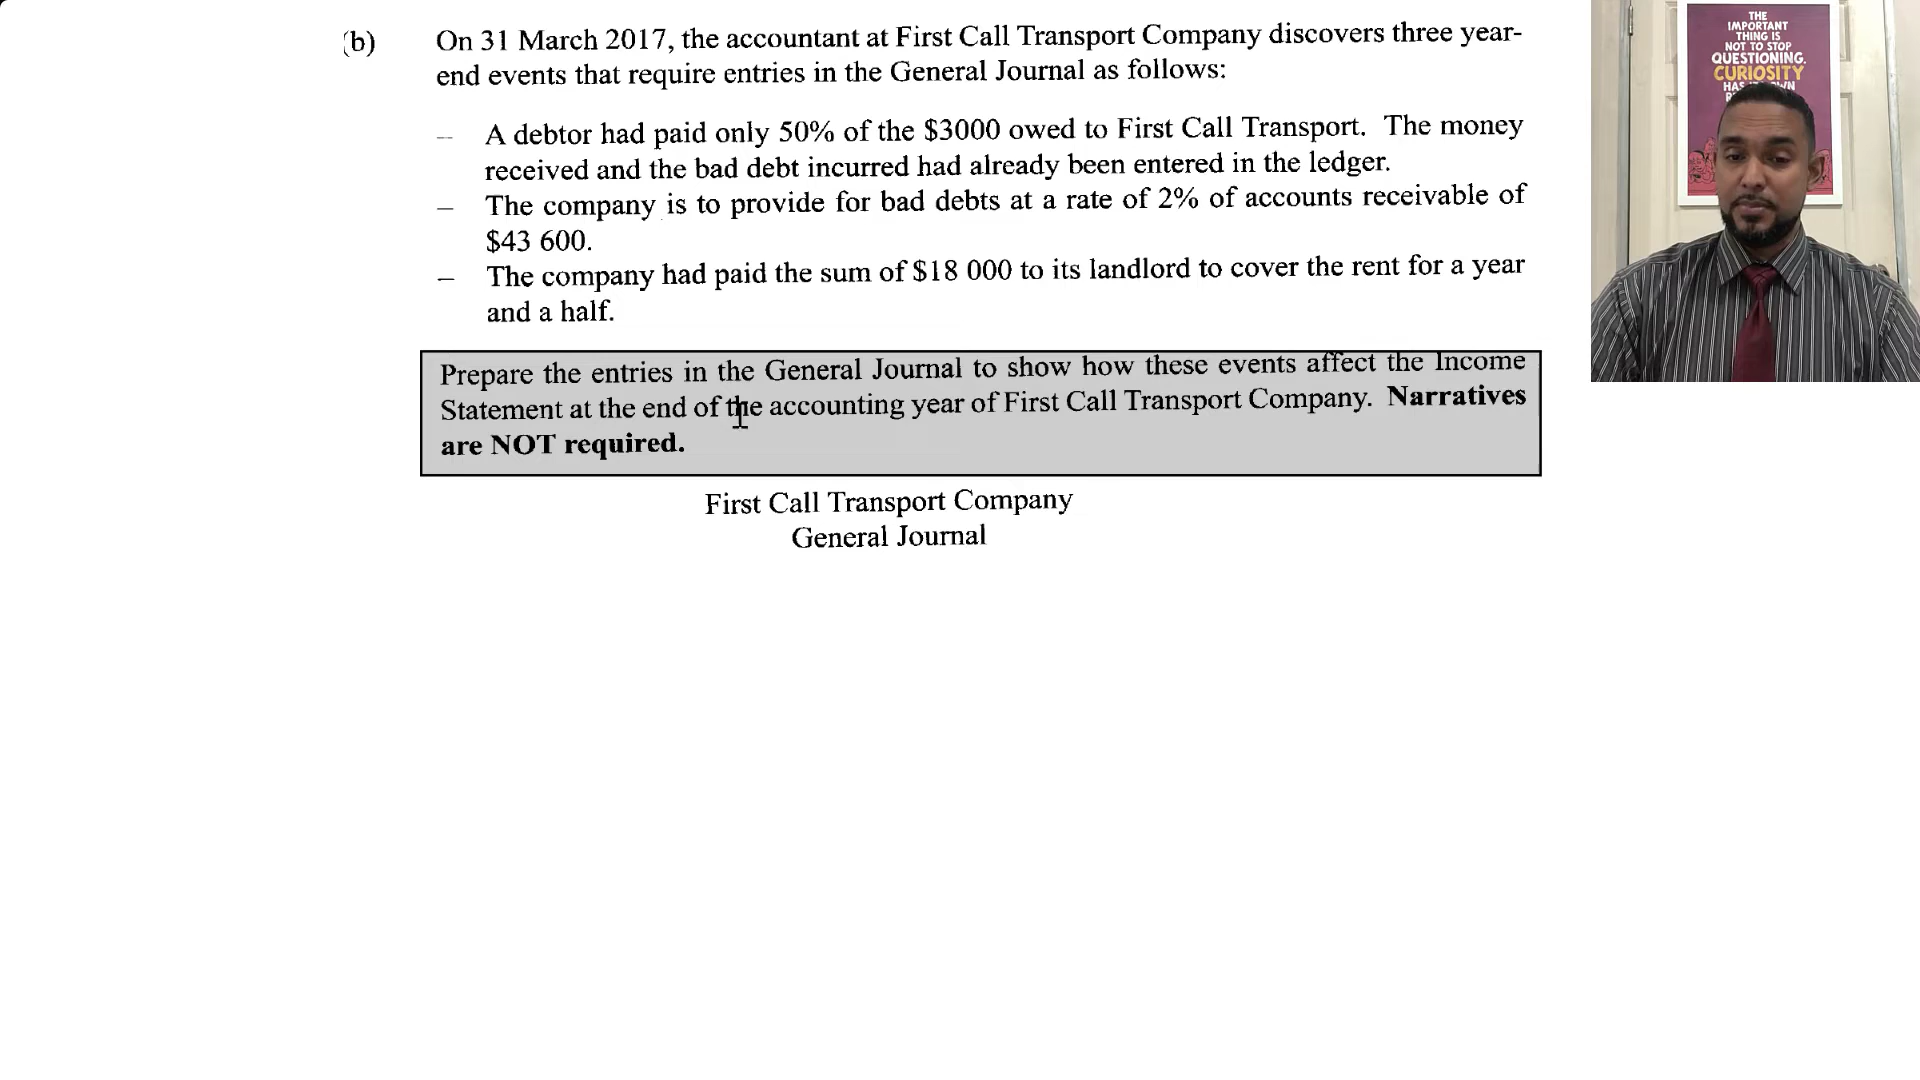 (b) On 31 March 2017, the accountant at First Call Transport Company discovers three year-
end events that require entries in the General Journal as follows:
– A debtor had paid only 50% of the $3000 owed to First Call Transport. The money
received and the bad debt incurred had already been entered in the ledger.
– The company is to provide for bad debts at a rate of 2% of accounts receivable of
$43 600.
– The company had paid the sum of $18 000 to its landlord to cover the rent for a year
and a half.
Prepare the entries in the General Journal to show how these events affect the Income
Statement at the end of the accounting year of First Call Transport Company. Narratives
are NOT required.
First Call Transport Company
General Journal
THE
IMPORTANT
THING IS
NOT TO STOP
QUESTIONING.
CURIOSITY